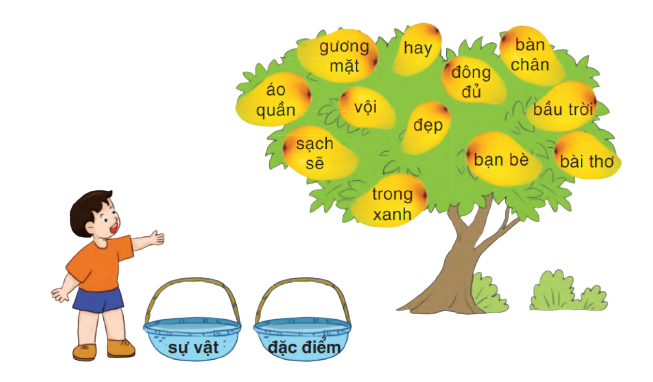 gương
mặt
hay
bàn
chân
đông
đủ
áo
quần
vội
bầu trời
đẹp
sạch
sẽ
bạn bè
bài thơ
trong
xanh
sự vật
đặc điểm